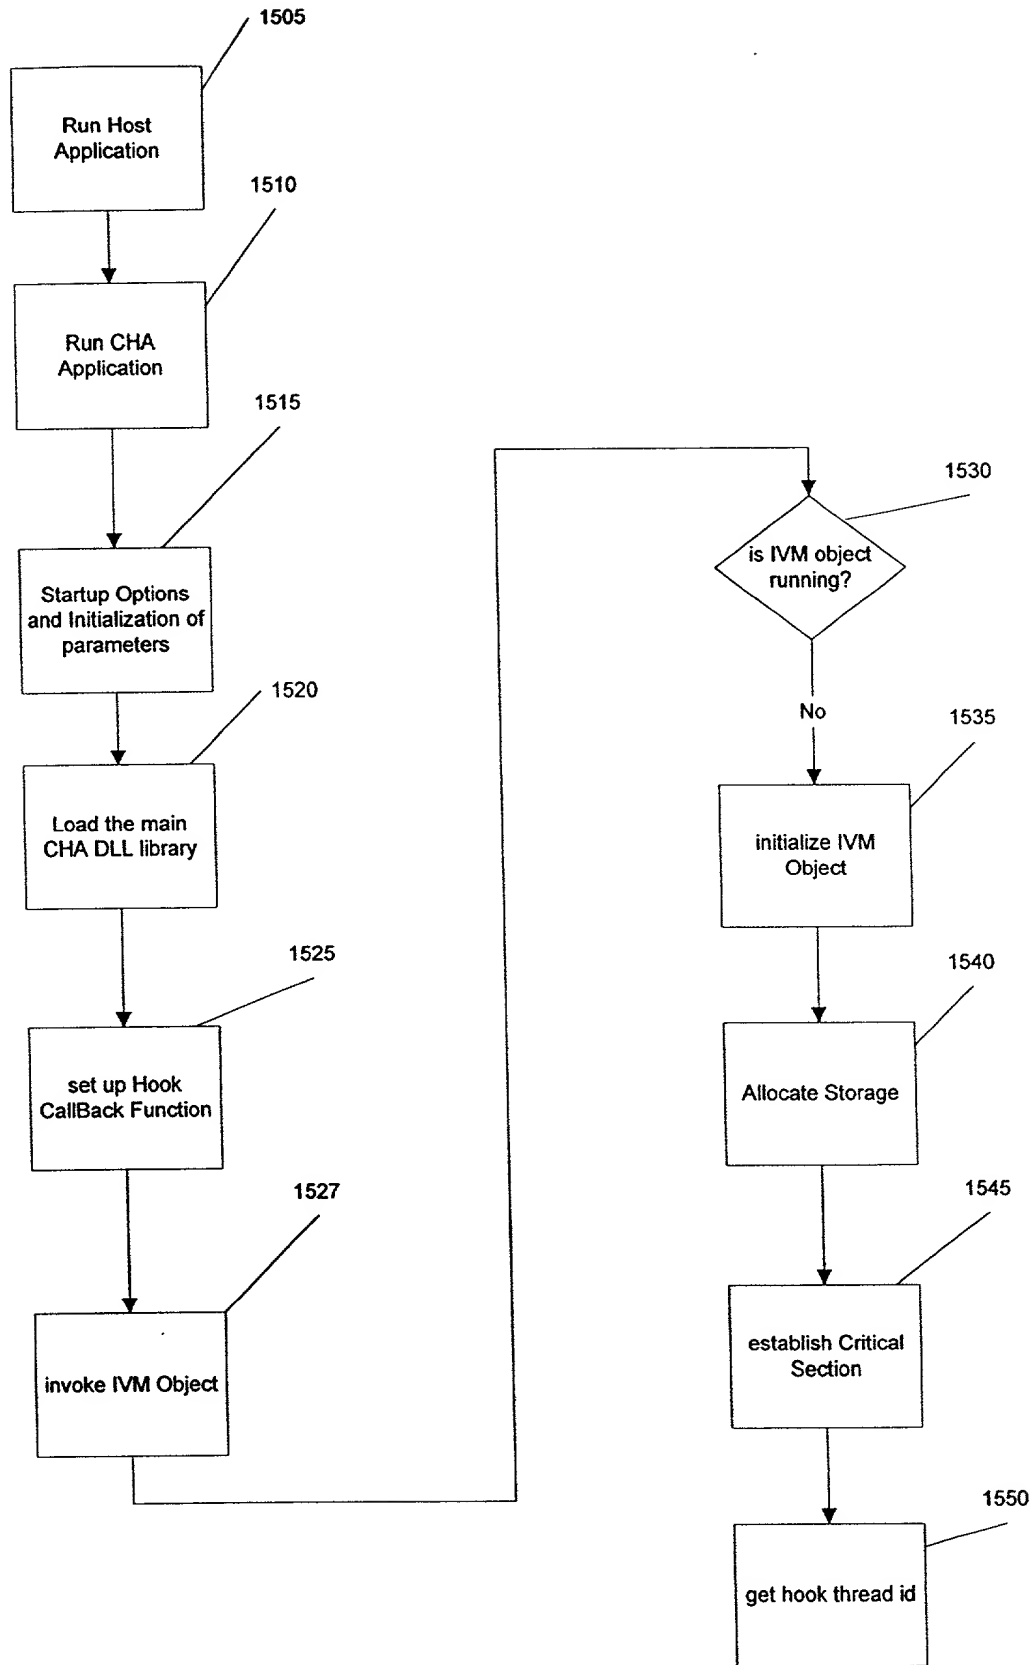 1505
Run Host
Application
1510
Run CHA
Application
1515
Startup Options
and Initialization of
parameters
1520
Load the main
CHA DLL library
1525
set up Hook
CallBack Function
1527
invoke IVM Object
1530
is IVM object
running?
No
1535
initialize IVM
Object
1540
Allocate Storage
1545
establish Critical
Section
1550
get hook thread id